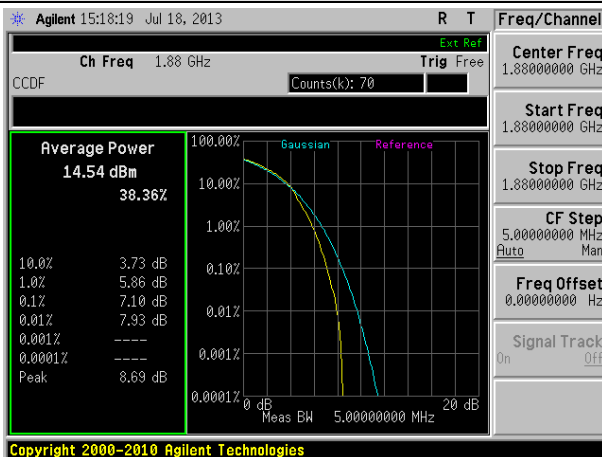 Agilent 15:18:19 Jul 18, 2013 R T Freq/Channel
Ext Ref
Ch Freq 1.88 GHz Trig Free
CCDF Counts(k): 70
Center Freq
1.88000000 GHz
Start Freq
1.88000000 GHz
Stop Freq
1.88000000 GHz
CF Step
5.00000000 MHz
Auto Man
Freq Offset
0.00000000 Hz
Signal Track
On Off
Average Power
14.54 dBm
38.36%
10.0% 3.73 dB
1.0% 5.86 dB
0.1% 7.10 dB
0.01% 7.93 dB
0.001% ----
0.0001% ----
Peak 8.69 dB
Gaussian Reference
100.00%
10.00%
1.00%
0.10%
0.01%
0.001%
0.0001%
0 dB 20 dB
Meas BW 5.00000000 MHz
Copyright 2000-2010 Agilent Technologies